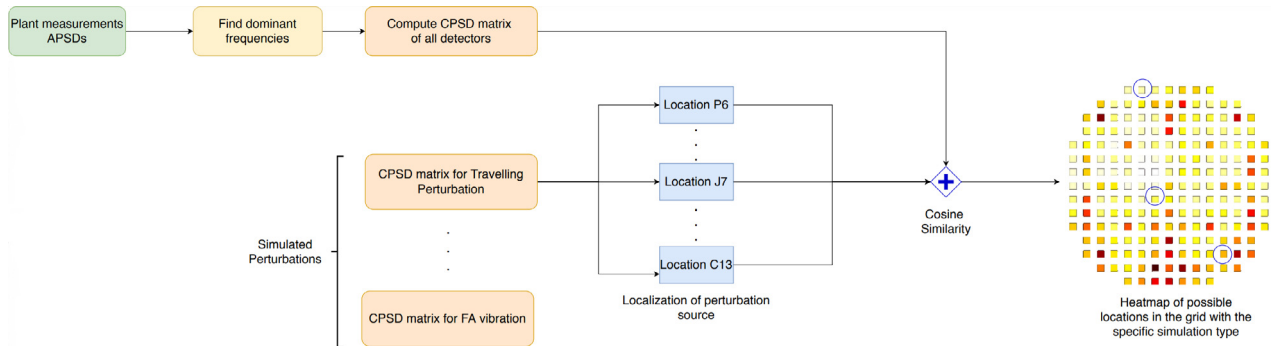 Plant measurements
APSDs
Find dominant
frequencies
Compute CPSD matrix
of all detectors
Location P6
CPSD matrix for Travelling
Perturbation
Location J7
Cosine
Similarity
Simulated
Perturbations
Location C13
Localization of perturbation
source
CPSD matrix for FA vibration
Heatmap of possible
locations in the grid with the
specific simulation type